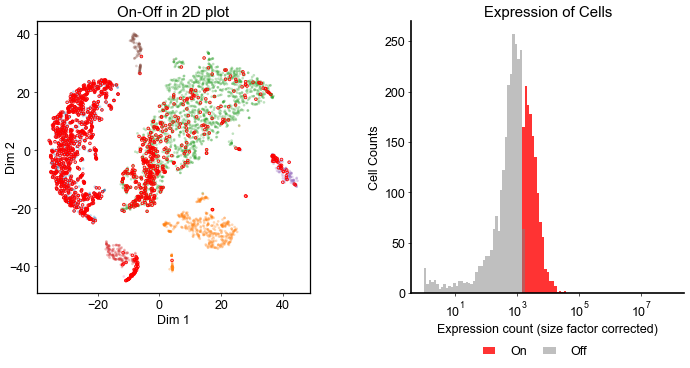 On-Off in 2D plot
40
20
0
−20
−40
Dim 2
−20
0
20
40
Dim 1
Expression of Cells
250
200
150
100
50
0
Cell Counts
10^1
10^3
10^5
10^7
Expression count (size factor corrected)
On
Off